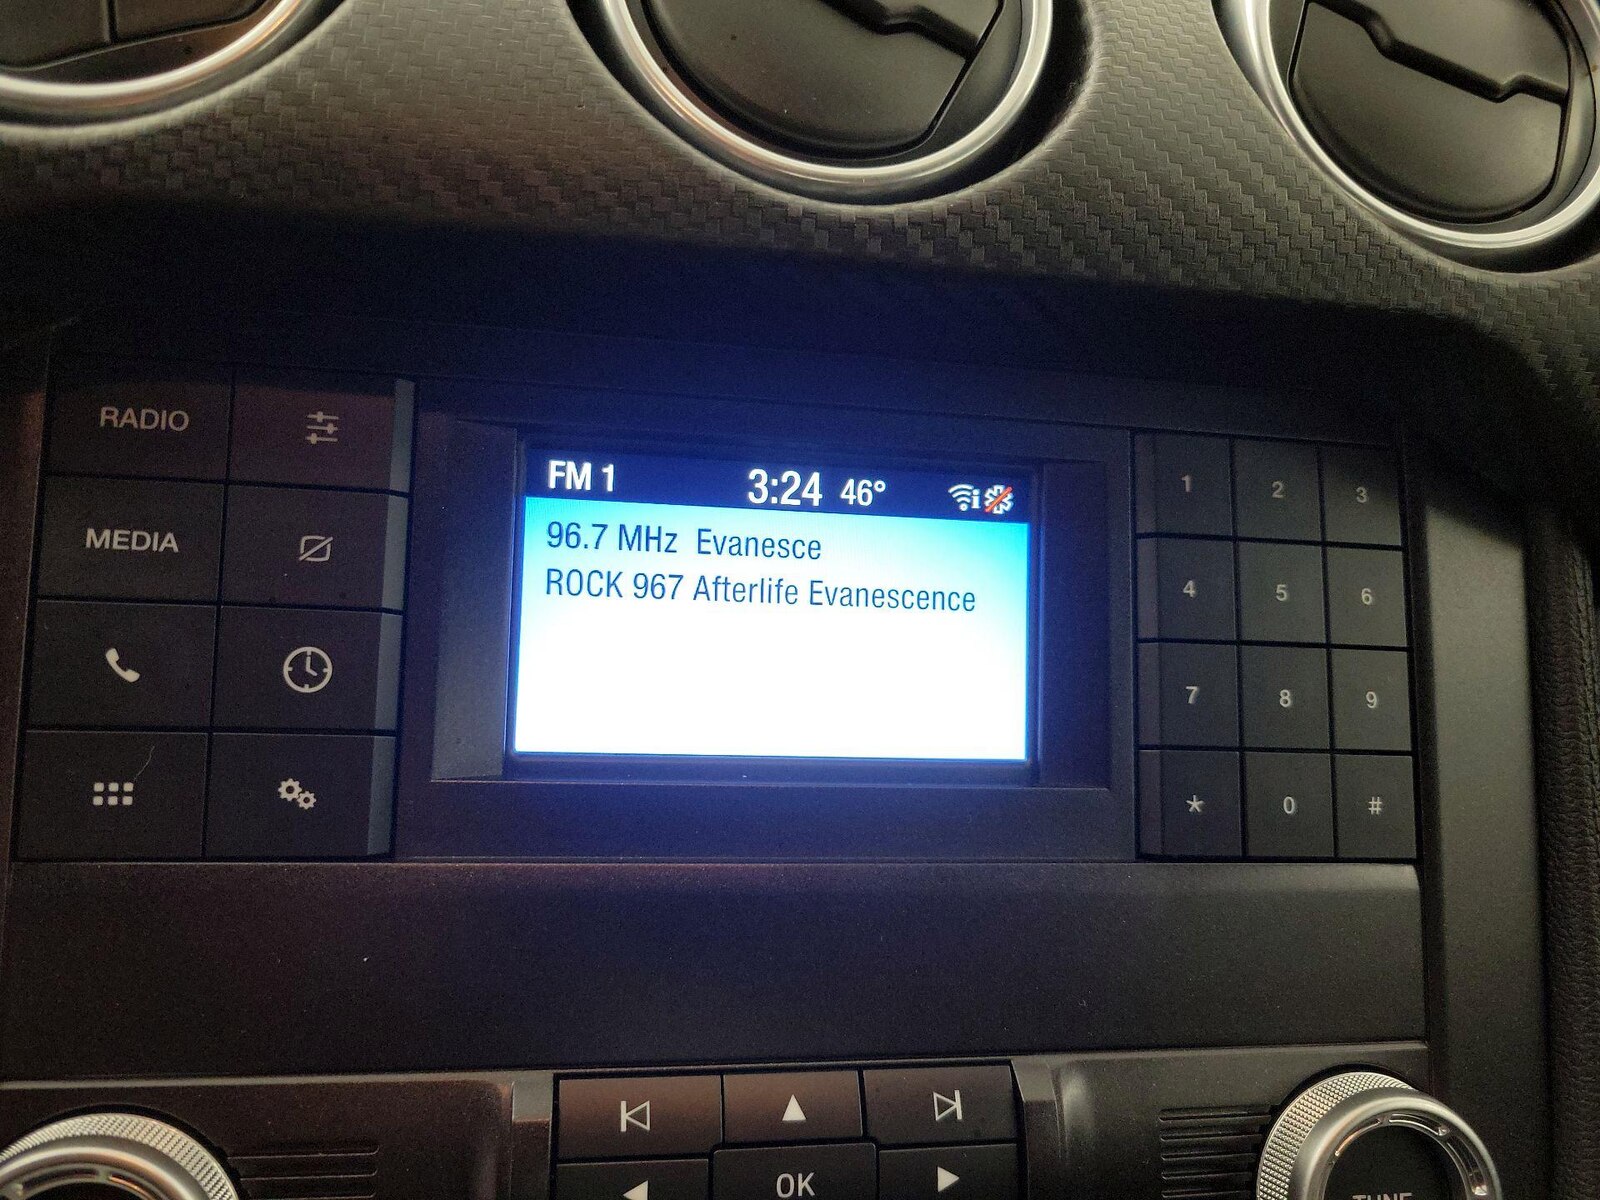 RADIO
MEDIA
FM 1 3:24 46° i
96.7 MHz Evanesce
ROCK 967 Afterlife Evanescence
1 2 3
4 5 6
7 8 9
* 0 #
OK
TUNE